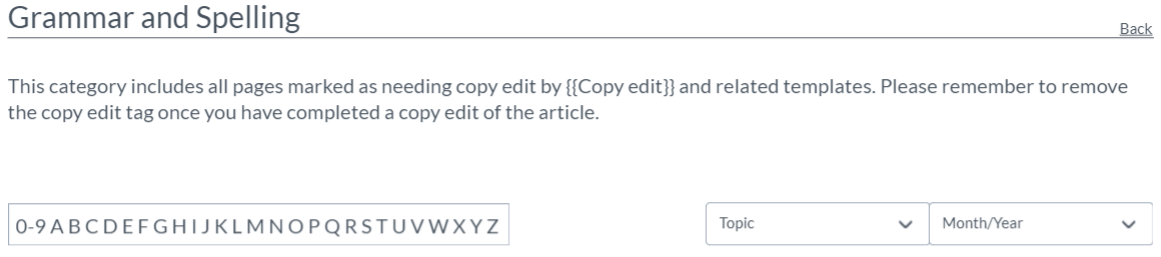 Grammar and Spelling
Back
This category includes all pages marked as needing copy edit by {{Copy edit}} and related templates. Please remember to remove
the copy edit tag once you have completed a copy edit of the article.
0-9 A B C D E F G H I J K L M N O P Q R S T U V W X Y Z
Topic
Month/Year